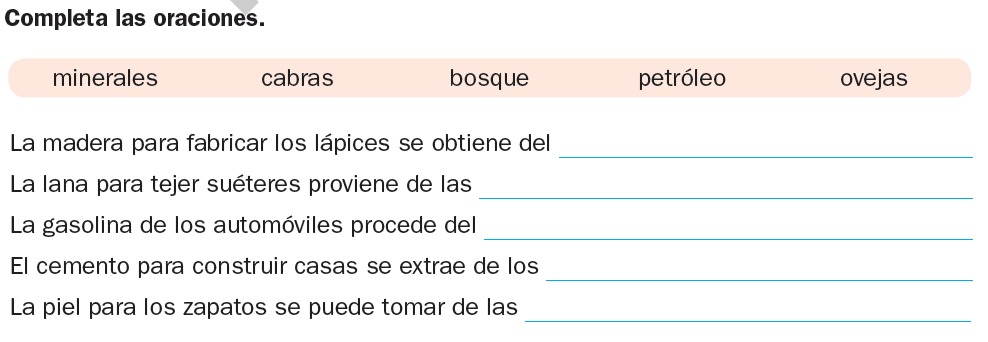 Completa las oraciones.
minerales cabras bosque petróleo ovejas
La madera para fabricar los lápices se obtiene del
La lana para tejer suéteres proviene de las
La gasolina de los automóviles procede del
El cemento para construir casas se extrae de los
La piel para los zapatos se puede tomar de las